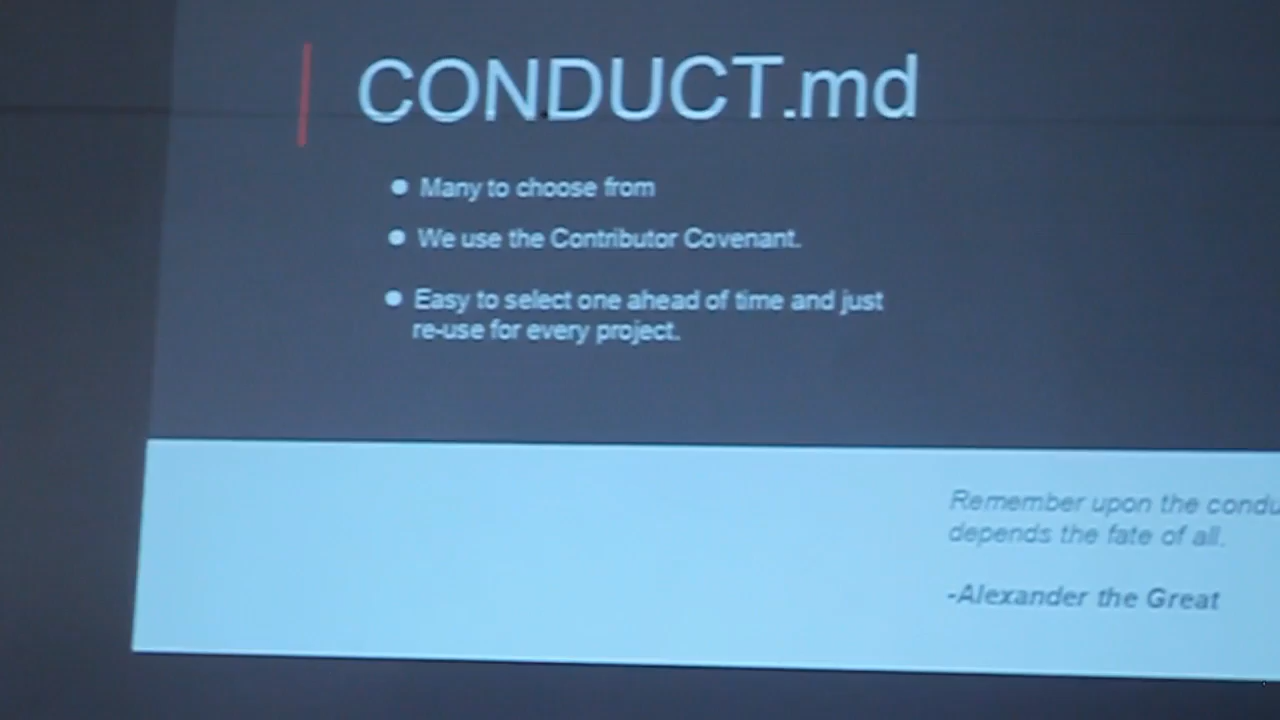 CONDUCT.md
● Many to choose from
● We use the Contributor Covenant.
● Easy to select one ahead of time and just
re-use for every project.
Remember upon the
depends the fate of all.
-Alexander the Great